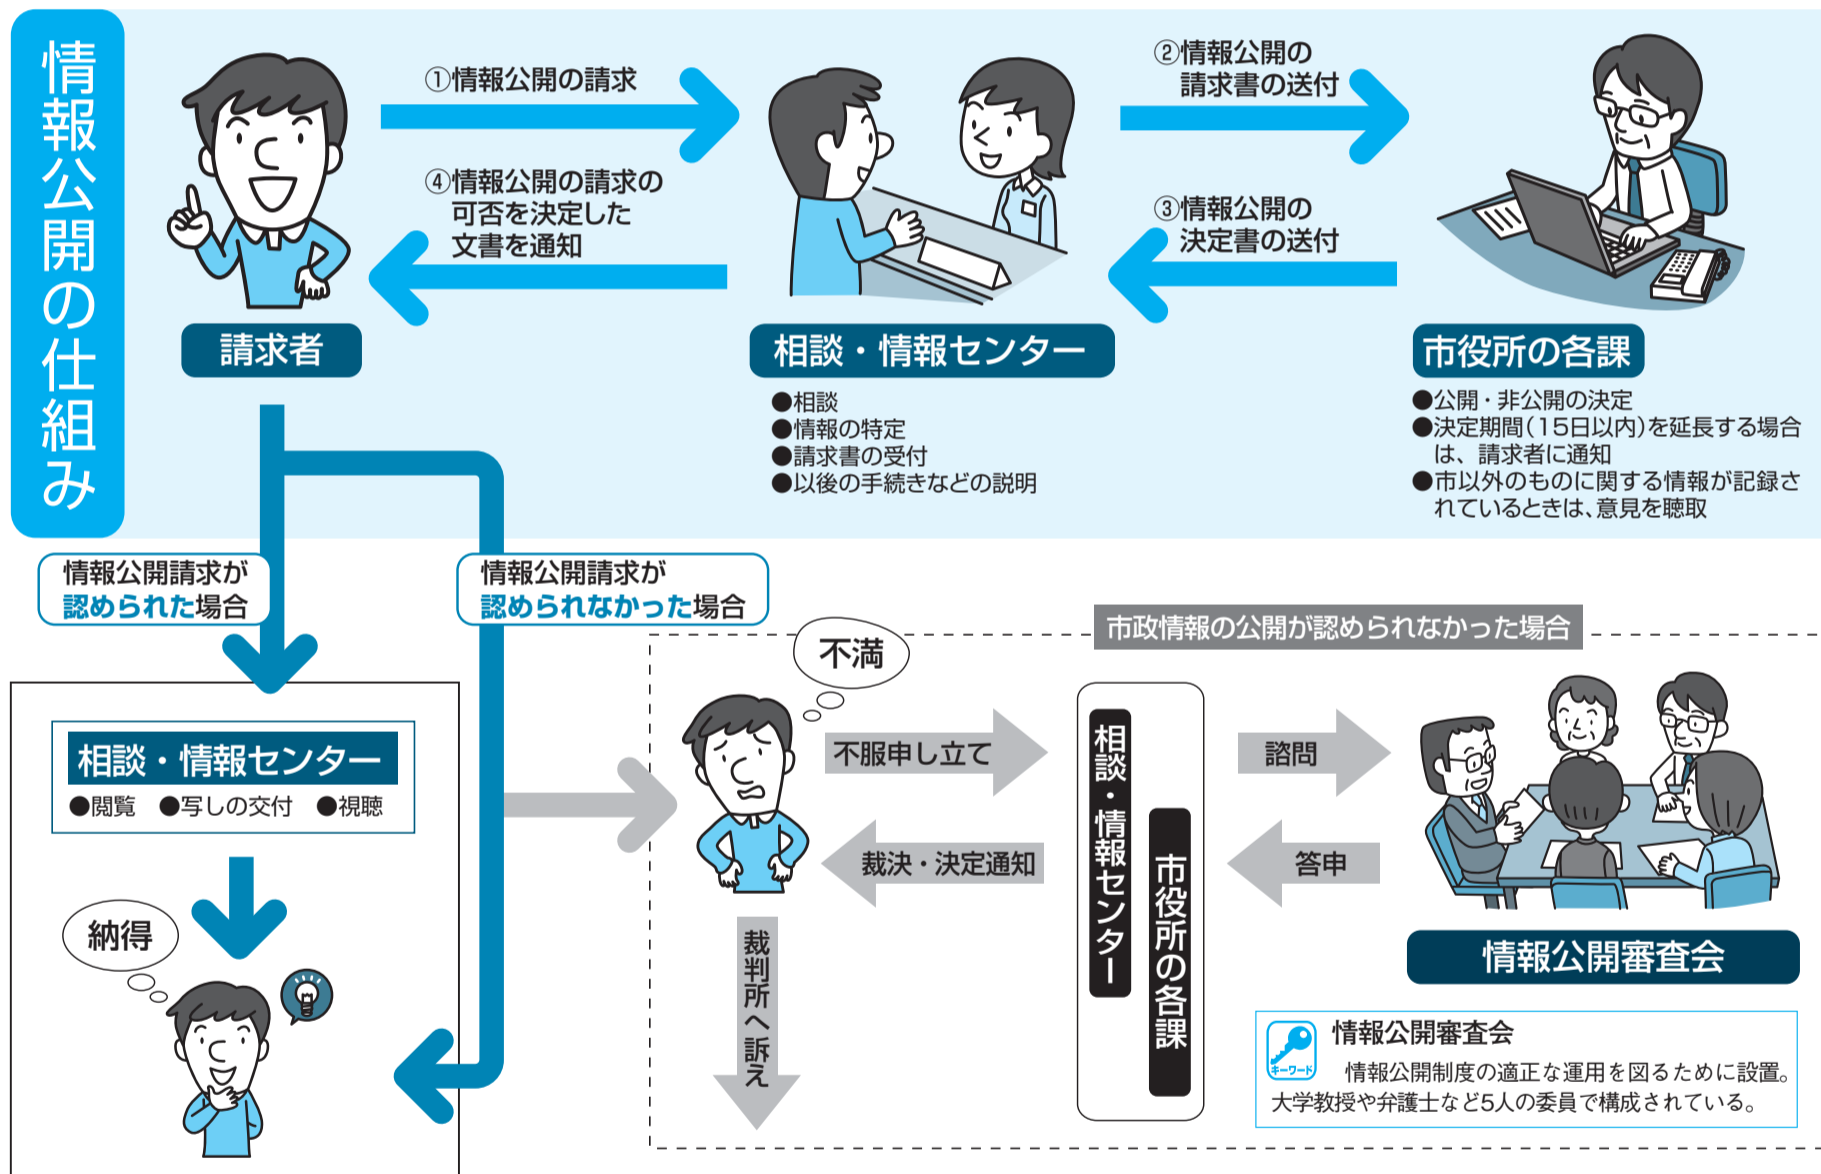 情報公開の仕組み
①情報公開の請求
②情報公開の
請求書の送付
④情報公開の請求の
可否を決定した
文書を通知
③情報公開の
決定書の送付
請求者
相談・情報センター
●相談
●情報の特定
●請求書の受付
●以後の手続きなどの説明
市役所の各課
●公開・非公開の決定
●決定期間(15日以内)を延長する場合
は、請求者に通知
●市以外のものに関する情報が記録さ
れているときは、意見を聴取
情報公開請求が
認められた場合
情報公開請求が
認められなかった場合
相談・情報センター
●閲覧 ●写しの交付 ●視聴
納得
市政情報の公開が認められなかった場合
不満
不服申し立て
裁決・決定通知
裁判所へ訴え
相談・情報センター
市役所の各課
諮問
答申
情報公開審査会
キーワード
情報公開審査会
情報公開制度の適正な運用を図るために設置。
大学教授や弁護士など5人の委員で構成されている。